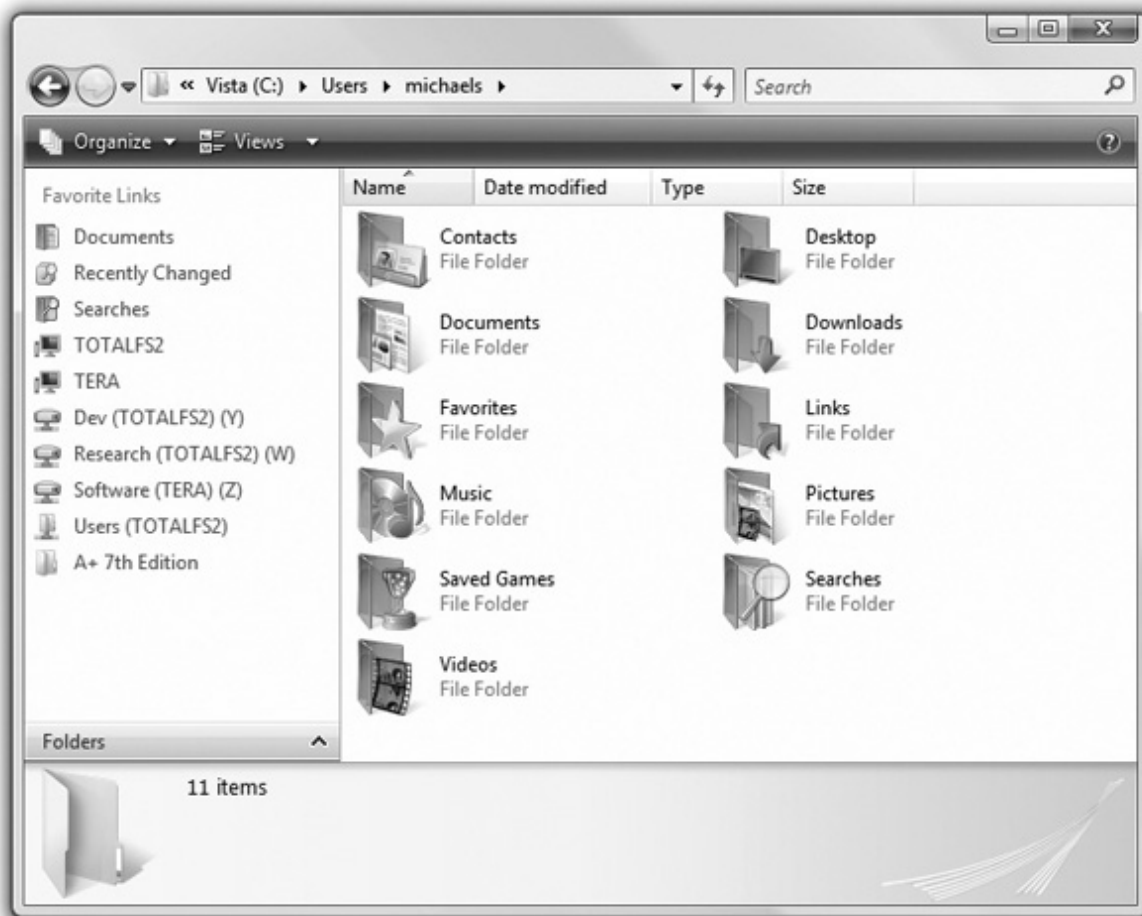 « Vista (C:) Users michaels Search
Organize Views ?
Favorite Links
Documents
Recently Changed
Searches
TOTALFS2
TERA
Dev (TOTALFS2) (Y)
Research (TOTALFS2) (W)
Software (TERA) (Z)
Users (TOTALFS2)
A+ 7th Edition
Folders
Name Date modified Type Size
Contacts
File Folder
Desktop
File Folder
Documents
File Folder
Downloads
File Folder
Favorites
File Folder
Links
File Folder
Music
File Folder
Pictures
File Folder
Saved Games
File Folder
Searches
File Folder
Videos
File Folder
11 items